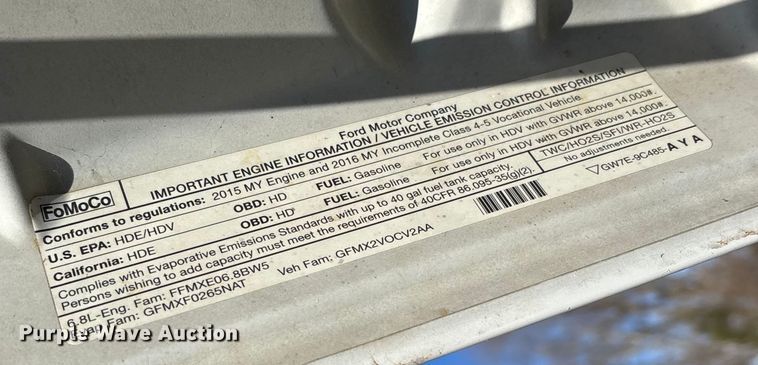 Ford Motor Company
IMPORTANT ENGINE INFORMATION / VEHICLE EMISSION CONTROL INFORMATION
FoMoCo
Conforms to regulations: 2015 MY Engine and 2016 MY Incomplete Class 4-5 Vocational Vehicle.
U.S. EPA: HDE/HDV OBD: HD FUEL: Gasoline For use only in HDV with GVWR above 14,000#.
California: HDE OBD: HD FUEL: Gasoline For use only in HDV with GVWR above 14,000#.
Complies with Evaporative Emissions Standards with up to 40 gal fuel tank capacity.
Persons wishing to add capacity must meet the requirements of 40CFR 86.095-35(g)(2).
TWC/HO2S/SFI/WR-HO2S
No adjustments needed.
GW7E-9C485-AYA
6.8L-Eng. Fam: FFMXE06.8BW5 Veh Fam: GFMX2VOCV2AA
Evap Fam: GFMXF0265NAT
Purple Wave Auction